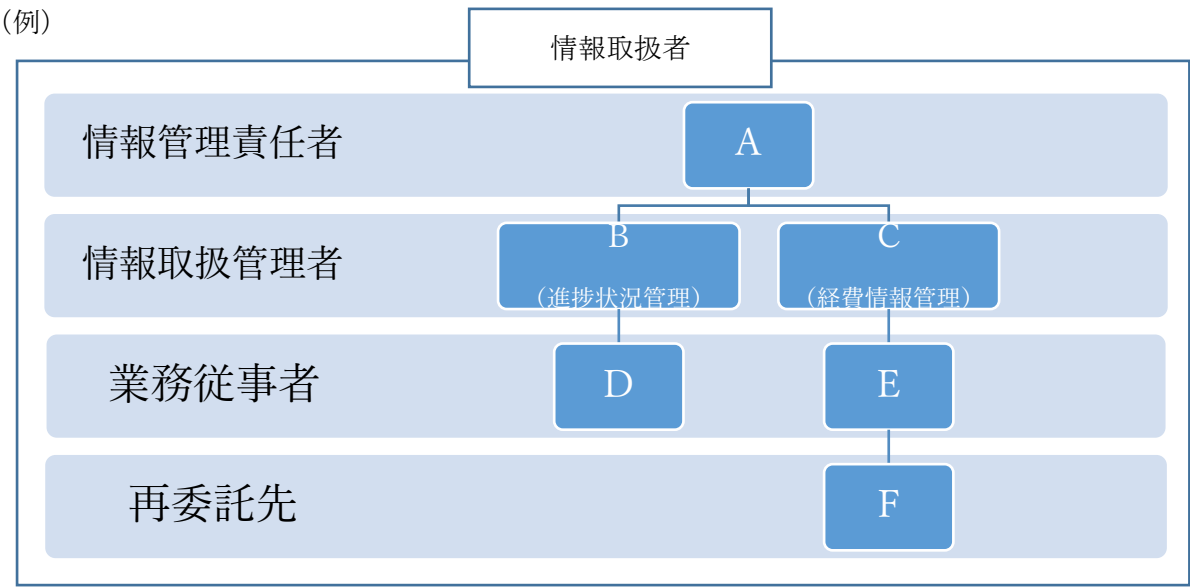 （例）
情報取扱者
情報管理責任者
A
情報取扱管理者
B
（進捗状況管理）
C
（経費情報管理）
業務従事者
D
E
再委託先
F